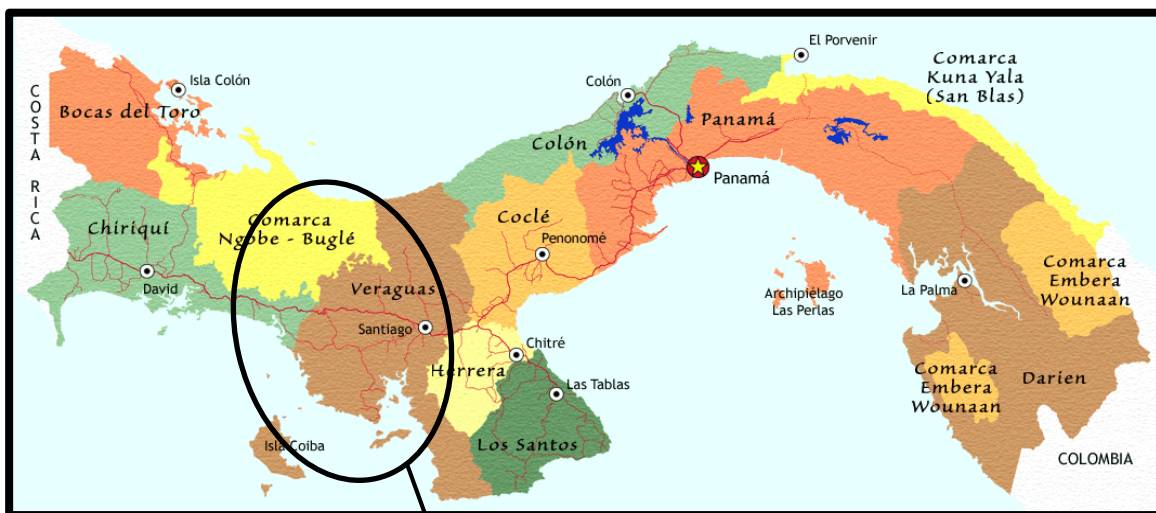 COSTA RICA
Isla Colón
Bocas del Toro
Chiriquí
David
Comarca
Ngobe - Buglé
Veraguas
Santiago
Isla Coiba
Herrera
Chitré
Las Tablas
Los Santos
Coclé
Penonomé
Colón
Colón
El Porvenir
Panamá
Panamá
Comarca
Kuna Yala
(San Blas)
Archipiélago
Las Perlas
La Palma
Comarca
Embera
Wounaan
Comarca
Embera
Wounaan
Darien
COLOMBIA